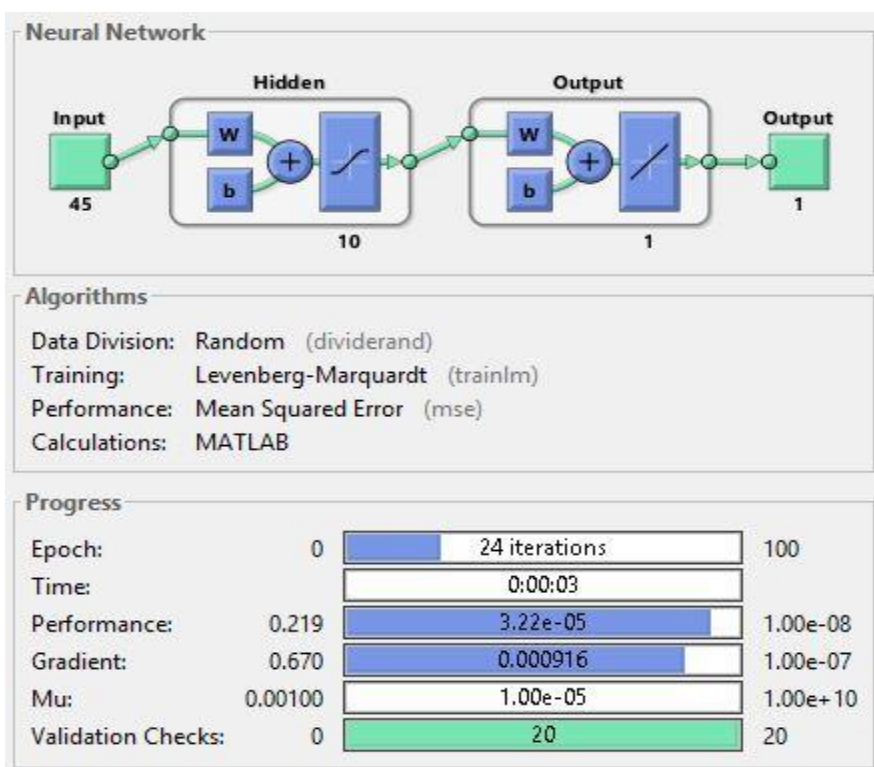 Neural Network
Hidden Output
Input Output
W W
b b
45 1
10 1
Algorithms
Data Division: Random (dividerand)
Training: Levenberg-Marquardt (trainlm)
Performance: Mean Squared Error (mse)
Calculations: MATLAB
Progress
Epoch: 0 24 iterations 100
Time: 0:00:03
Performance: 0.219 3.22e-05 1.00e-08
Gradient: 0.670 0.000916 1.00e-07
Mu: 0.00100 1.00e-05 1.00e+10
Validation Checks: 0 20 20